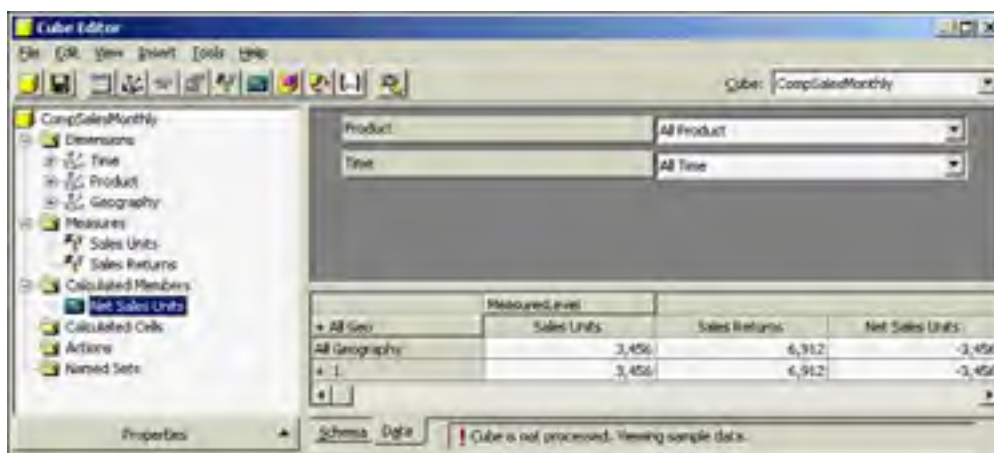 Cube Editor
File Edit View Insert Tools Help
Cube: CompSalesMonthly
CompSalesMonthly
Dimensions
Time
Product
Geography
Measures
Sales Units
Sales Returns
Calculated Members
Net Sales Units
Calculated Cells
Actions
Named Sets
Properties
Product All Product
Time All Time
MeasuresLevel
+ All Geo Sales Units Sales Returns Net Sales Units
All Geography 3,456 6,912 -3,456
+ 1 3,456 6,912 -3,456
Schema Data
! Cube is not processed. Viewing sample data.